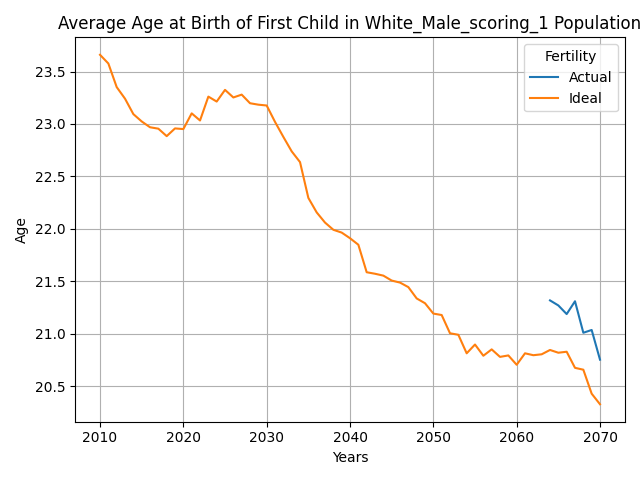 Average Age at Birth of First Child in White_Male_scoring_1 Population
Fertility
Actual
Ideal
23.5
23.0
22.5
22.0
21.5
21.0
20.5
Age
2010 2020 2030 2040 2050 2060 2070
Years